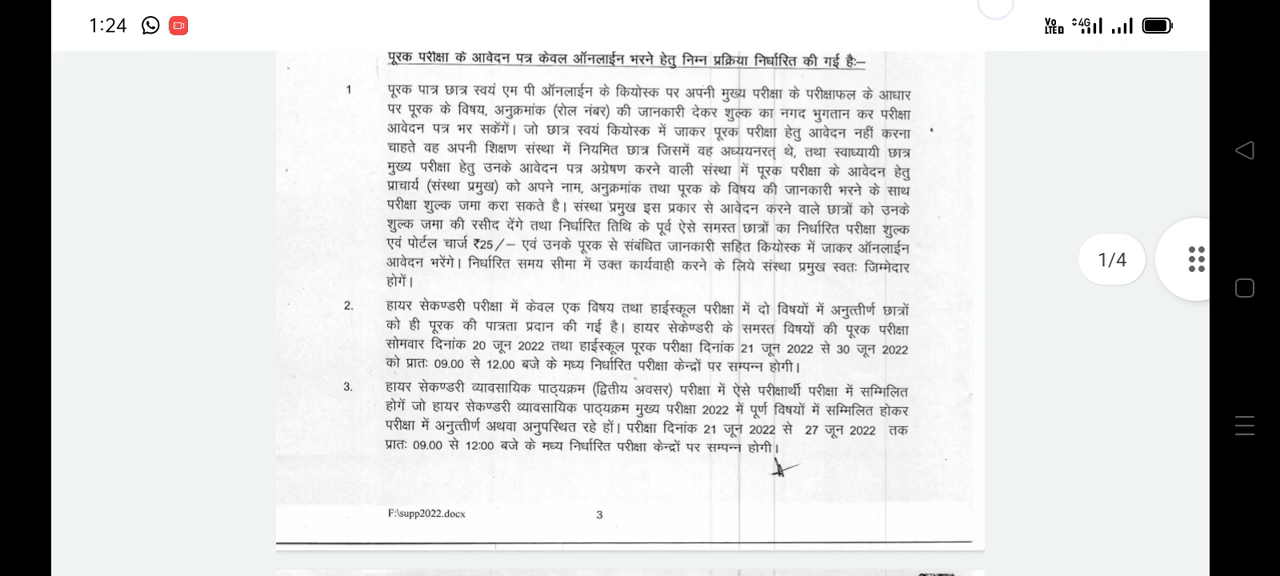 1:24
Vo LTED 4G
पूरक परीक्षा के आवेदन पत्र केवल ऑनलाईन भरने हेतु निम्न प्रक्रिया निर्धारित की गई हैः–
1 पूरक पात्र छात्र स्वयं एम पी ऑनलाईन के कियोस्क पर अपनी मुख्य परीक्षा के परीक्षाफल के आधार
पर पूरक के विषय, अनुक्रमांक (रोल नंबर) की जानकारी देकर शुल्क का नगद भुगतान कर परीक्षा
आवेदन पत्र भर सकेंगें। जो छात्र स्वयं कियोस्क में जाकर पूरक परीक्षा हेतु आवेदन नहीं करना
चाहते वह अपनी शिक्षण संस्था में नियमित छात्र जिसमें वह अध्ययनरत् थे, तथा स्वाध्यायी छात्र
मुख्य परीक्षा हेतु उनके आवेदन पत्र अग्रेषण करने वाली संस्था में पूरक परीक्षा के आवेदन हेतु
प्राचार्य (संस्था प्रमुख) को अपने नाम, अनुक्रमांक तथा पूरक के विषय की जानकारी भरने के साथ
परीक्षा शुल्क जमा करा सकते है। संस्था प्रमुख इस प्रकार से आवेदन करने वाले छात्रों को उनके
शुल्क जमा की रसीद देंगे तथा निर्धारित तिथि के पूर्व ऐसे समस्त छात्रों का निर्धारित परीक्षा शुल्क
एवं पोर्टल चार्ज ₹25/– एवं उनके पूरक से संबंधित जानकारी सहित कियोस्क में जाकर ऑनलाईन
आवेदन भरेंगे। निर्धारित समय सीमा में उक्त कार्यवाही करने के लिये संस्था प्रमुख स्वतः जिम्मेदार
होगें।
2. हायर सेकण्डरी परीक्षा में केवल एक विषय तथा हाईस्कूल परीक्षा में दो विषयों में अनुत्तीर्ण छात्रों
को ही पूरक की पात्रता प्रदान की गई है। हायर सेकेण्डरी के समस्त विषयों की पूरक परीक्षा
सोमवार दिनांक 20 जून 2022 तथा हाईस्कूल पूरक परीक्षा दिनांक 21 जून 2022 से 30 जून 2022
को प्रातः 09.00 से 12.00 बजे के मध्य निर्धारित परीक्षा केन्द्रों पर सम्पन्न होगी।
3. हायर सेकण्डरी व्यावसायिक पाठ्यक्रम (द्वितीय अवसर) परीक्षा में ऐसे परीक्षार्थी परीक्षा में सम्मिलित
होगें जो हायर सेकण्डरी व्यावसायिक पाठ्यक्रम मुख्य परीक्षा 2022 में पूर्ण विषयों में सम्मिलित होकर
परीक्षा में अनुत्तीर्ण अथवा अनुपस्थित रहे हों। परीक्षा दिनांक 21 जून 2022 से 27 जून 2022 तक
प्रातः 09.00 से 12:00 बजे के मध्य निर्धारित परीक्षा केन्द्रों पर सम्पन्न होगी।
F:\supp2022.docx 3
1/4